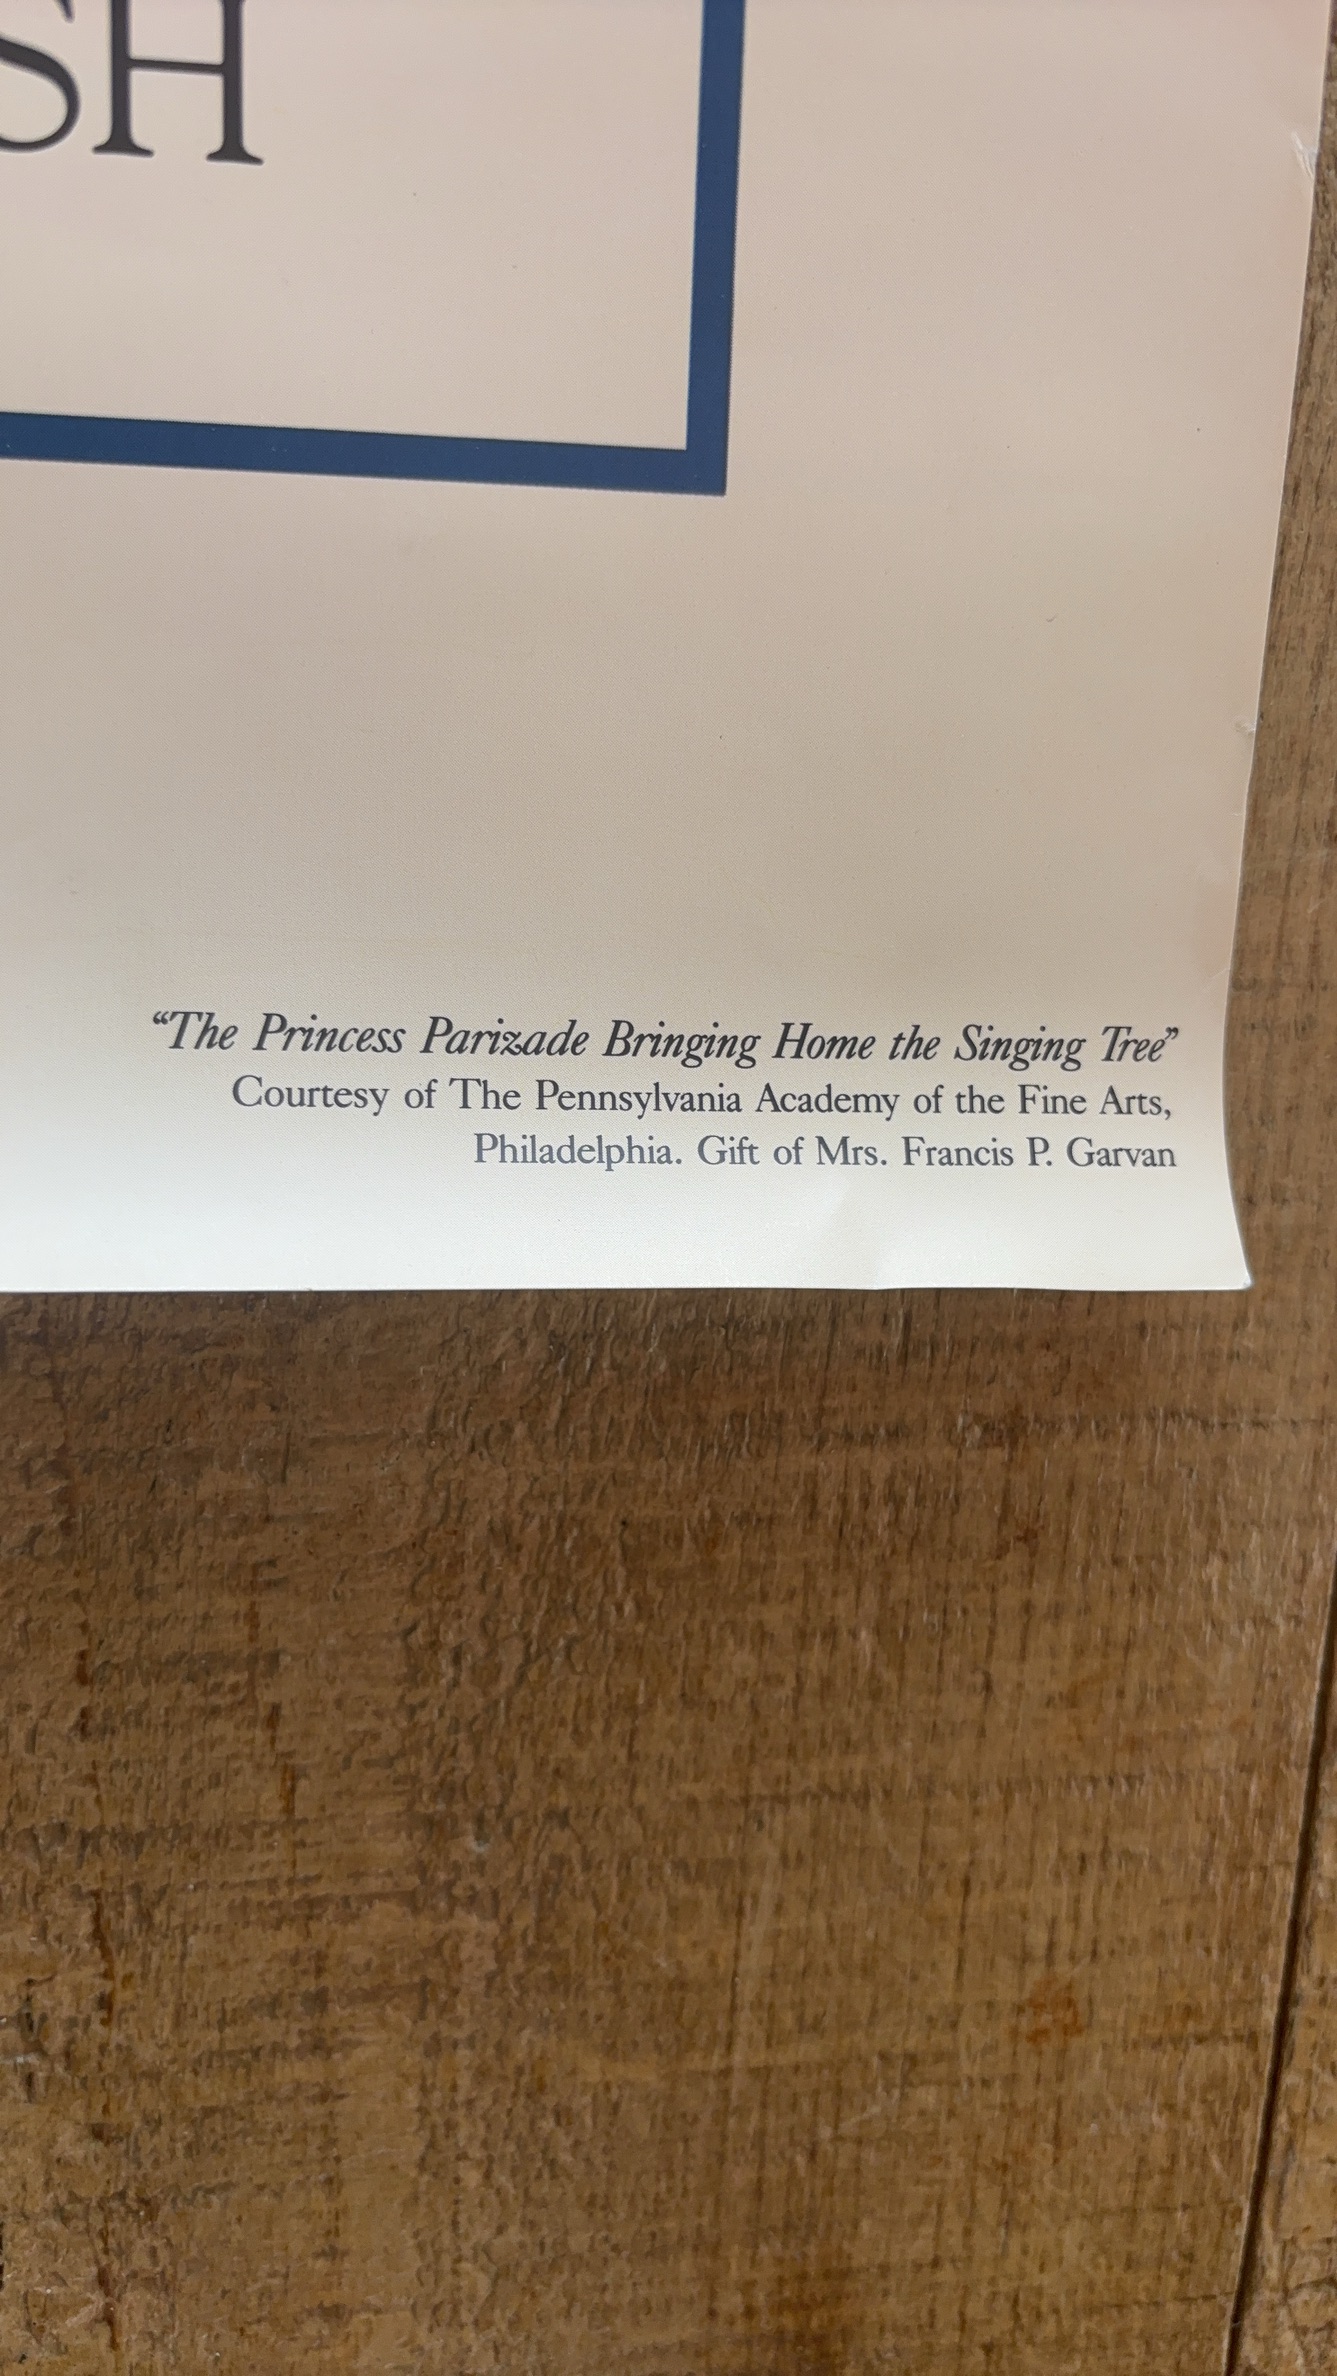 SH
“The Princess Parizade Bringing Home the Singing Tree”
Courtesy of The Pennsylvania Academy of the Fine Arts,
Philadelphia. Gift of Mrs. Francis P. Garvan